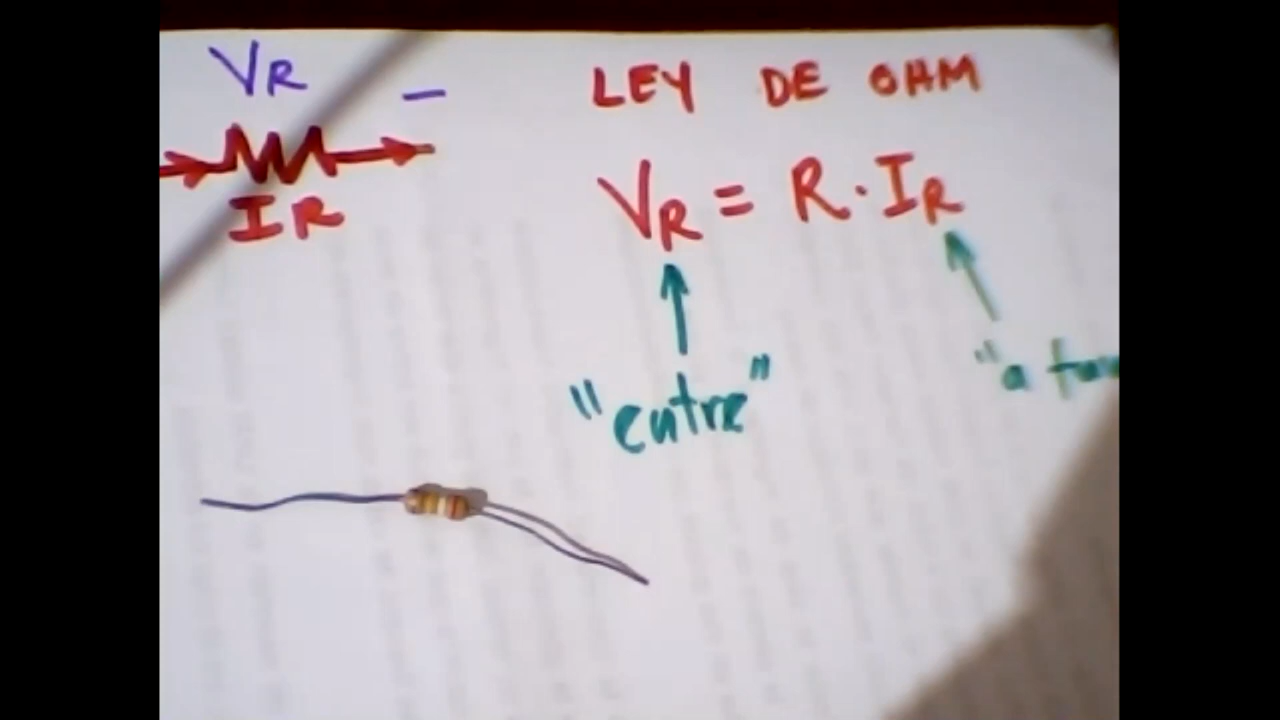 VR -
IR
LEY DE OHM
VR = R · IR
"entre"
"a